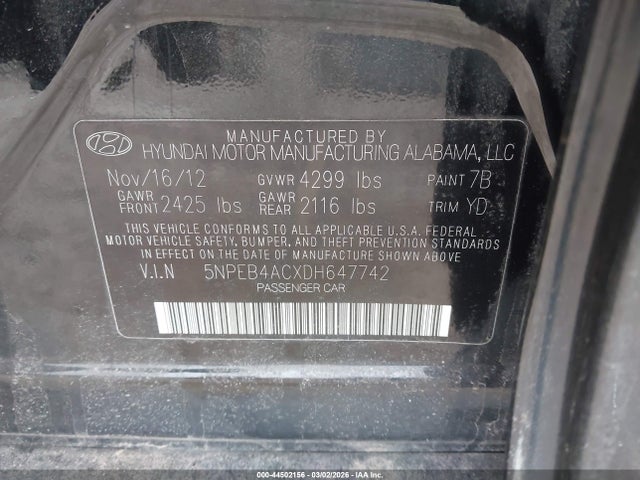 MANUFACTURED BY
HYUNDAI MOTOR MANUFACTURING ALABAMA, LLC
Nov/16/12 GVWR 4299 lbs PAINT 7B
GAWR FRONT 2425 lbs GAWR REAR 2116 lbs TRIM YD
THIS VEHICLE CONFORMS TO ALL APPLICABLE U.S.A. FEDERAL
MOTOR VEHICLE SAFETY, BUMPER, AND THEFT PREVENTION STANDARDS
IN EFFECT ON THE DATE OF MANUFACTURE SHOWN ABOVE
V.I.N 5NPEB4ACXDH647742
PASSENGER CAR
000-44502156 - 03/02/2026 - IAA Inc.